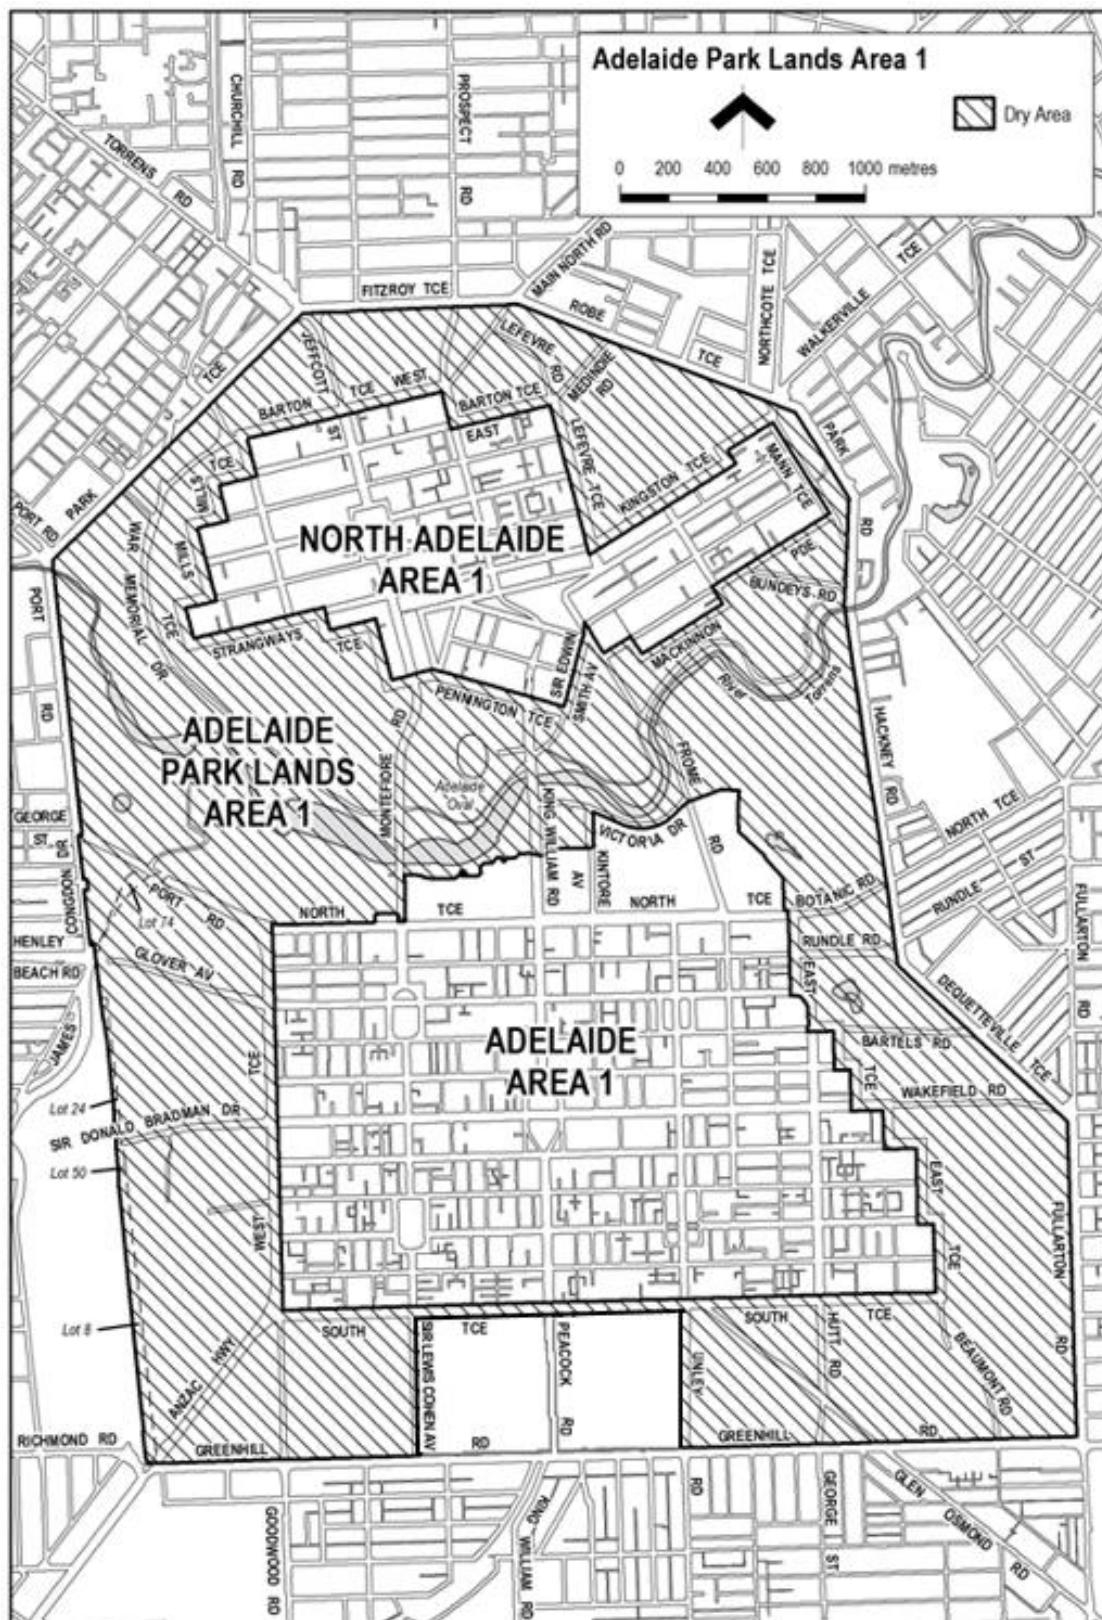 Adelaide Park Lands Area 1
Dry Area
0 200 400 600 800 1000 metres
CHURCHILL
RD
PROSPECT
RD
TORRENS
RD
MAIN NORTH RD
FITZROY TCE
ROBE
TCE
NORTHCOTE TCE
WALKERVILLE
TCE
JEFFCOTT
ST
LEFEVRE
RD
MEDINDIE
RD
BARTON
TCE
WEST
BARTON TCE
EAST
LEFEVRE
TCE
KINGSTON
TCE
MANN
TCE
PARK
RD
PORT RD
PARK
TCE
MILLS
TCE
WAR
MEMORIAL
DR
MILLS
TCE
NORTH ADELAIDE
AREA 1
PDE
BUNDEYS RD
STRANGWAYS
TCE
MACKINNON
PORT
RD
SIR EDWIN
SMITH AV
River
Torrens
PENNINGTON
TCE
ADELAIDE
PARK LANDS
AREA 1
MONTEFIORE
RD
Adelaide
Oval
FROME
RD
HACKNEY
RD
KING
WILLIAM RD
KINTORE
AV
VICTORIA DR
NORTH TCE
RUNDLE
ST
GEORGE
ST
CONGDON
DR
PORT
RD
Lot 74
NORTH
TCE
NORTH
TCE
BOTANIC RD
FULLARTON
RD
HENLEY
BEACH RD
GLOVER AV
RUNDLE RD
EAST
TCE
DEQUETTEVILLE
TCE
JAMES
ADELAIDE
AREA 1
BARTELS RD
WAKEFIELD RD
TCE
WEST
Lot 24
SIR DONALD BRADMAN DR
Lot 50
EAST
TCE
FULLARTON
RD
Lot 8
SOUTH
TCE
SOUTH
TCE
ANZAC
HWY
SIR LEWIS COHEN AV
PEACOCK
RD
UNLEY
RD
HUTT
RD
BEAUMONT RD
RICHMOND RD
GREENHILL
RD
GREENHILL
RD
GOODWOOD RD
KING
WILLIAM RD
GEORGE
ST
GLEN
OSMOND
RD